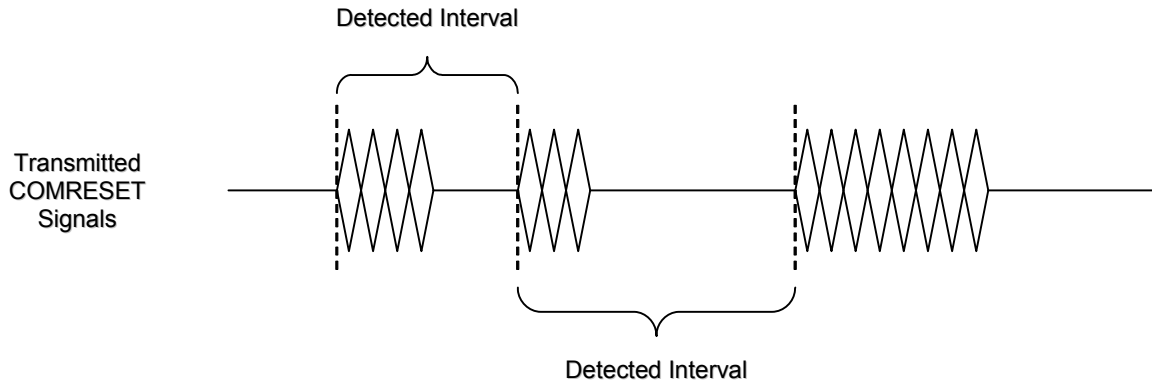 Detected Interval
Transmitted
COMRESET
Signals
Detected Interval